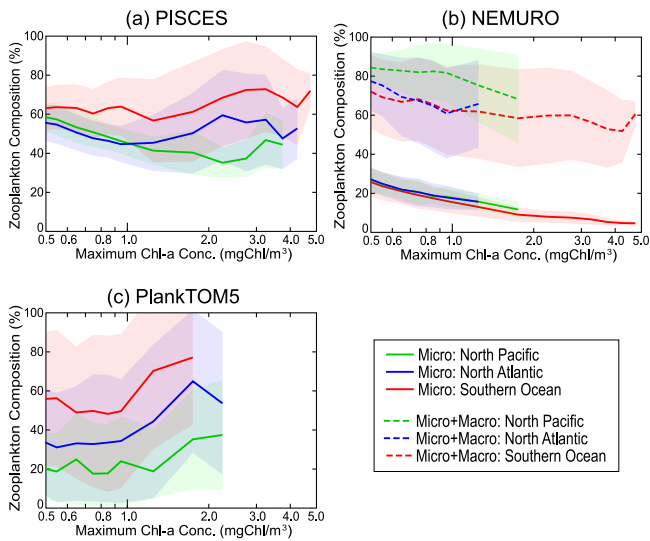 (a) PISCES
Zooplankton Composition (%)
100
80
60
40
20
0
0.5 0.6 0.8 1.0 2.0 3.0 4.0 5.0
Maximum Chl-a Conc. (mgChl/m³)
(b) NEMURO
Zooplankton Composition (%)
100
80
60
40
20
0
0.5 0.6 0.8 1.0 2.0 3.0 4.0 5.0
Maximum Chl-a Conc. (mgChl/m³)
(c) PlankTOM5
Zooplankton Composition (%)
100
80
60
40
20
0
0.5 0.6 0.8 1.0 2.0 3.0 4.0 5.0
Maximum Chl-a Conc. (mgChl/m³)
Micro: North Pacific
Micro: North Atlantic
Micro: Southern Ocean
Micro+Macro: North Pacific
Micro+Macro: North Atlantic
Micro+Macro: Southern Ocean